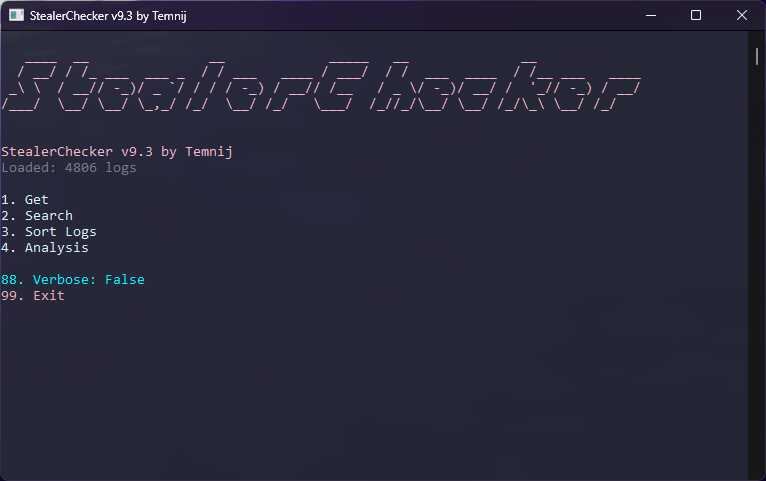 StealerChecker v9.3 by Temnij
StealerChecker
StealerChecker v9.3 by Temnij
Loaded: 4806 logs
1. Get
2. Search
3. Sort Logs
4. Analysis
88. Verbose: False
99. Exit